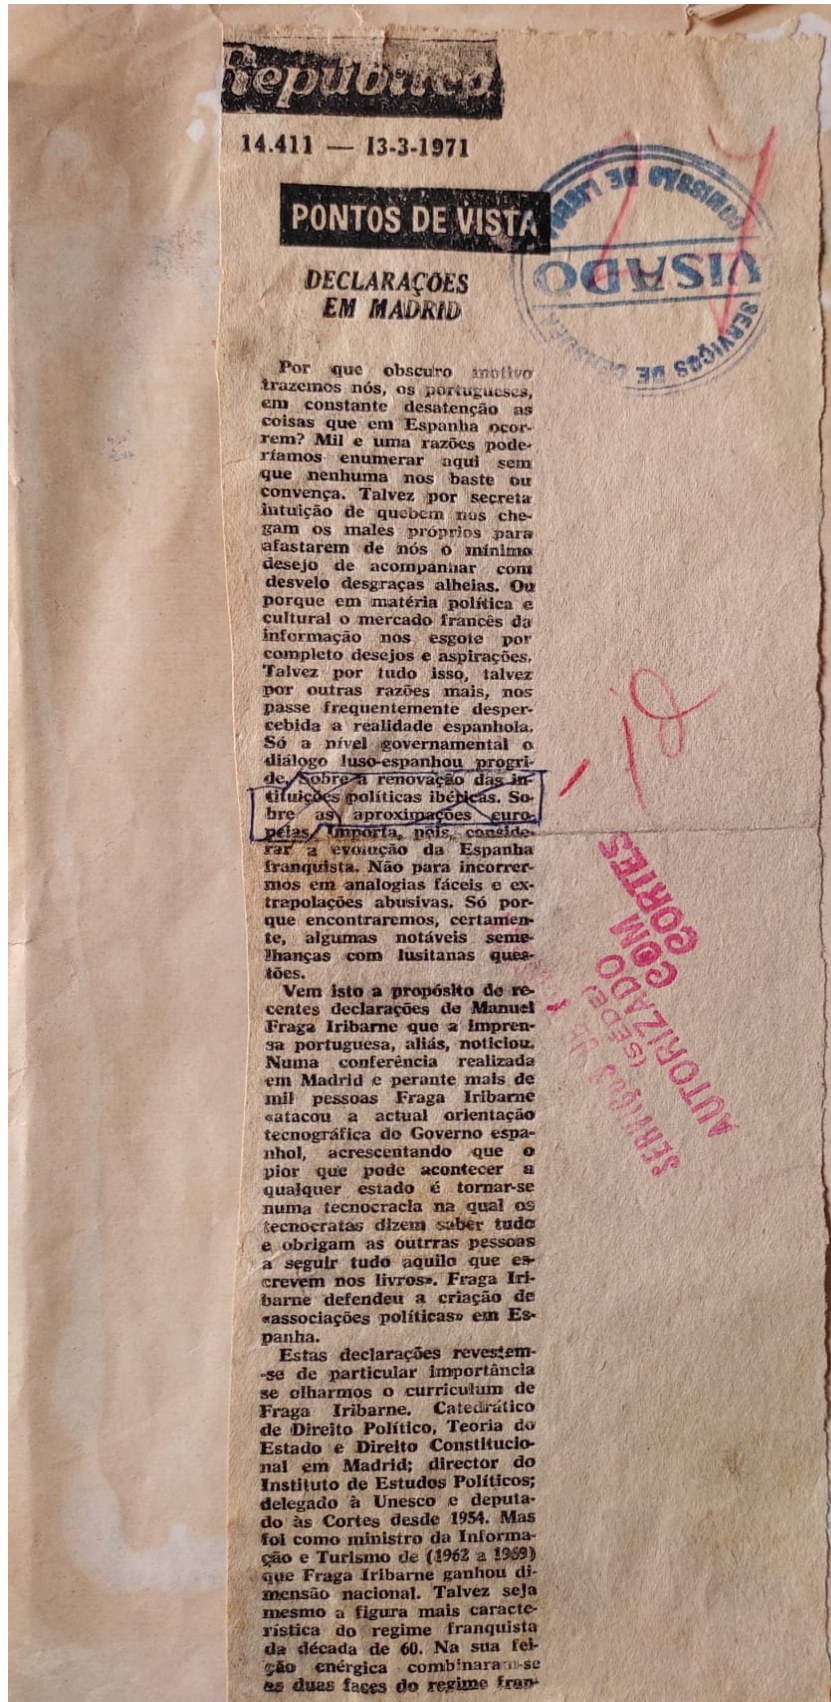 República
14.411 — 13-3-1971
PONTOS DE VISTA
DECLARAÇÕES
EM MADRID
Por que obscuro motivo
trazemos nós, os portugueses,
em constante desatenção as
coisas que em Espanha ocor-
rem? Mil e uma razões pode-
ríamos enumerar aqui sem
que nenhuma nos baste ou
convença. Talvez por secreta
intuição de quebem nos che-
gam os males próprios para
afastarem de nós o mínimo
desejo de acompanhar com
desvelo desgraças alheias. Ou
porque em matéria política e
cultural o mercado francês da
informação nos esgote por
completo desejos e aspirações.
Talvez por tudo isso, talvez
por outras razões mais, nos
passe frequentemente desper-
cebida a realidade espanhola.
Só a nível governamental o
diálogo luso-espanhou progri-
de. Sobre a renovação das in-
tituições políticas ibéricas. So-
bre as aproximações euro-
peias. Importa, pois, conside-
rar a evolução da Espanha
franquista. Não para incorrer-
mos em analogias fáceis e ex-
trapolações abusivas. Só por-
que encontraremos, certamen-
te, algumas notáveis seme-
lhanças com lusitanas ques-
tões.
Vem isto a propósito de re-
centes declarações de Manuel
Fraga Iribarne que a impren-
sa portuguesa, aliás, noticiou.
Numa conferência realizada
em Madrid e perante mais de
mil pessoas Fraga Iribarne
«atacou a actual orientação
tecnográfica do Governo espa-
nhol, acrescentando que o
pior que pode acontecer a
qualquer estado é tornar-se
numa tecnocracia na qual os
tecnocratas dizem saber tudo
e obrigam as outrras pessoas
a seguir tudo aquilo que es-
crevem nos livros». Fraga Iri-
barne defendeu a criação de
«associações políticas» em Es-
panha.
Estas declarações revestem-
-se de particular importância
se olharmos o curriculum de
Fraga Iribarne. Catedrático
de Direito Político, Teoria do
Estado e Direito Constitucio-
nal em Madrid; director do
Instituto de Estudos Políticos;
delegado à Unesco e deputa-
do às Cortes desde 1954. Mas
foi como ministro da Informa-
ção e Turismo de (1962 a 1969)
que Fraga Iribarne ganhou di-
mensão nacional. Talvez seja
mesmo a figura mais caracte-
rística do regime franquista
da década de 60. Na sua fei-
ção enérgica combinaram-se
as duas faces do regime fran-
SERVIÇOS DE CENSURA
VISADO
COMISSÃO DE LISBOA
SERVIÇOS DE
(SEDE)
AUTORIZADO
COM
CORTES